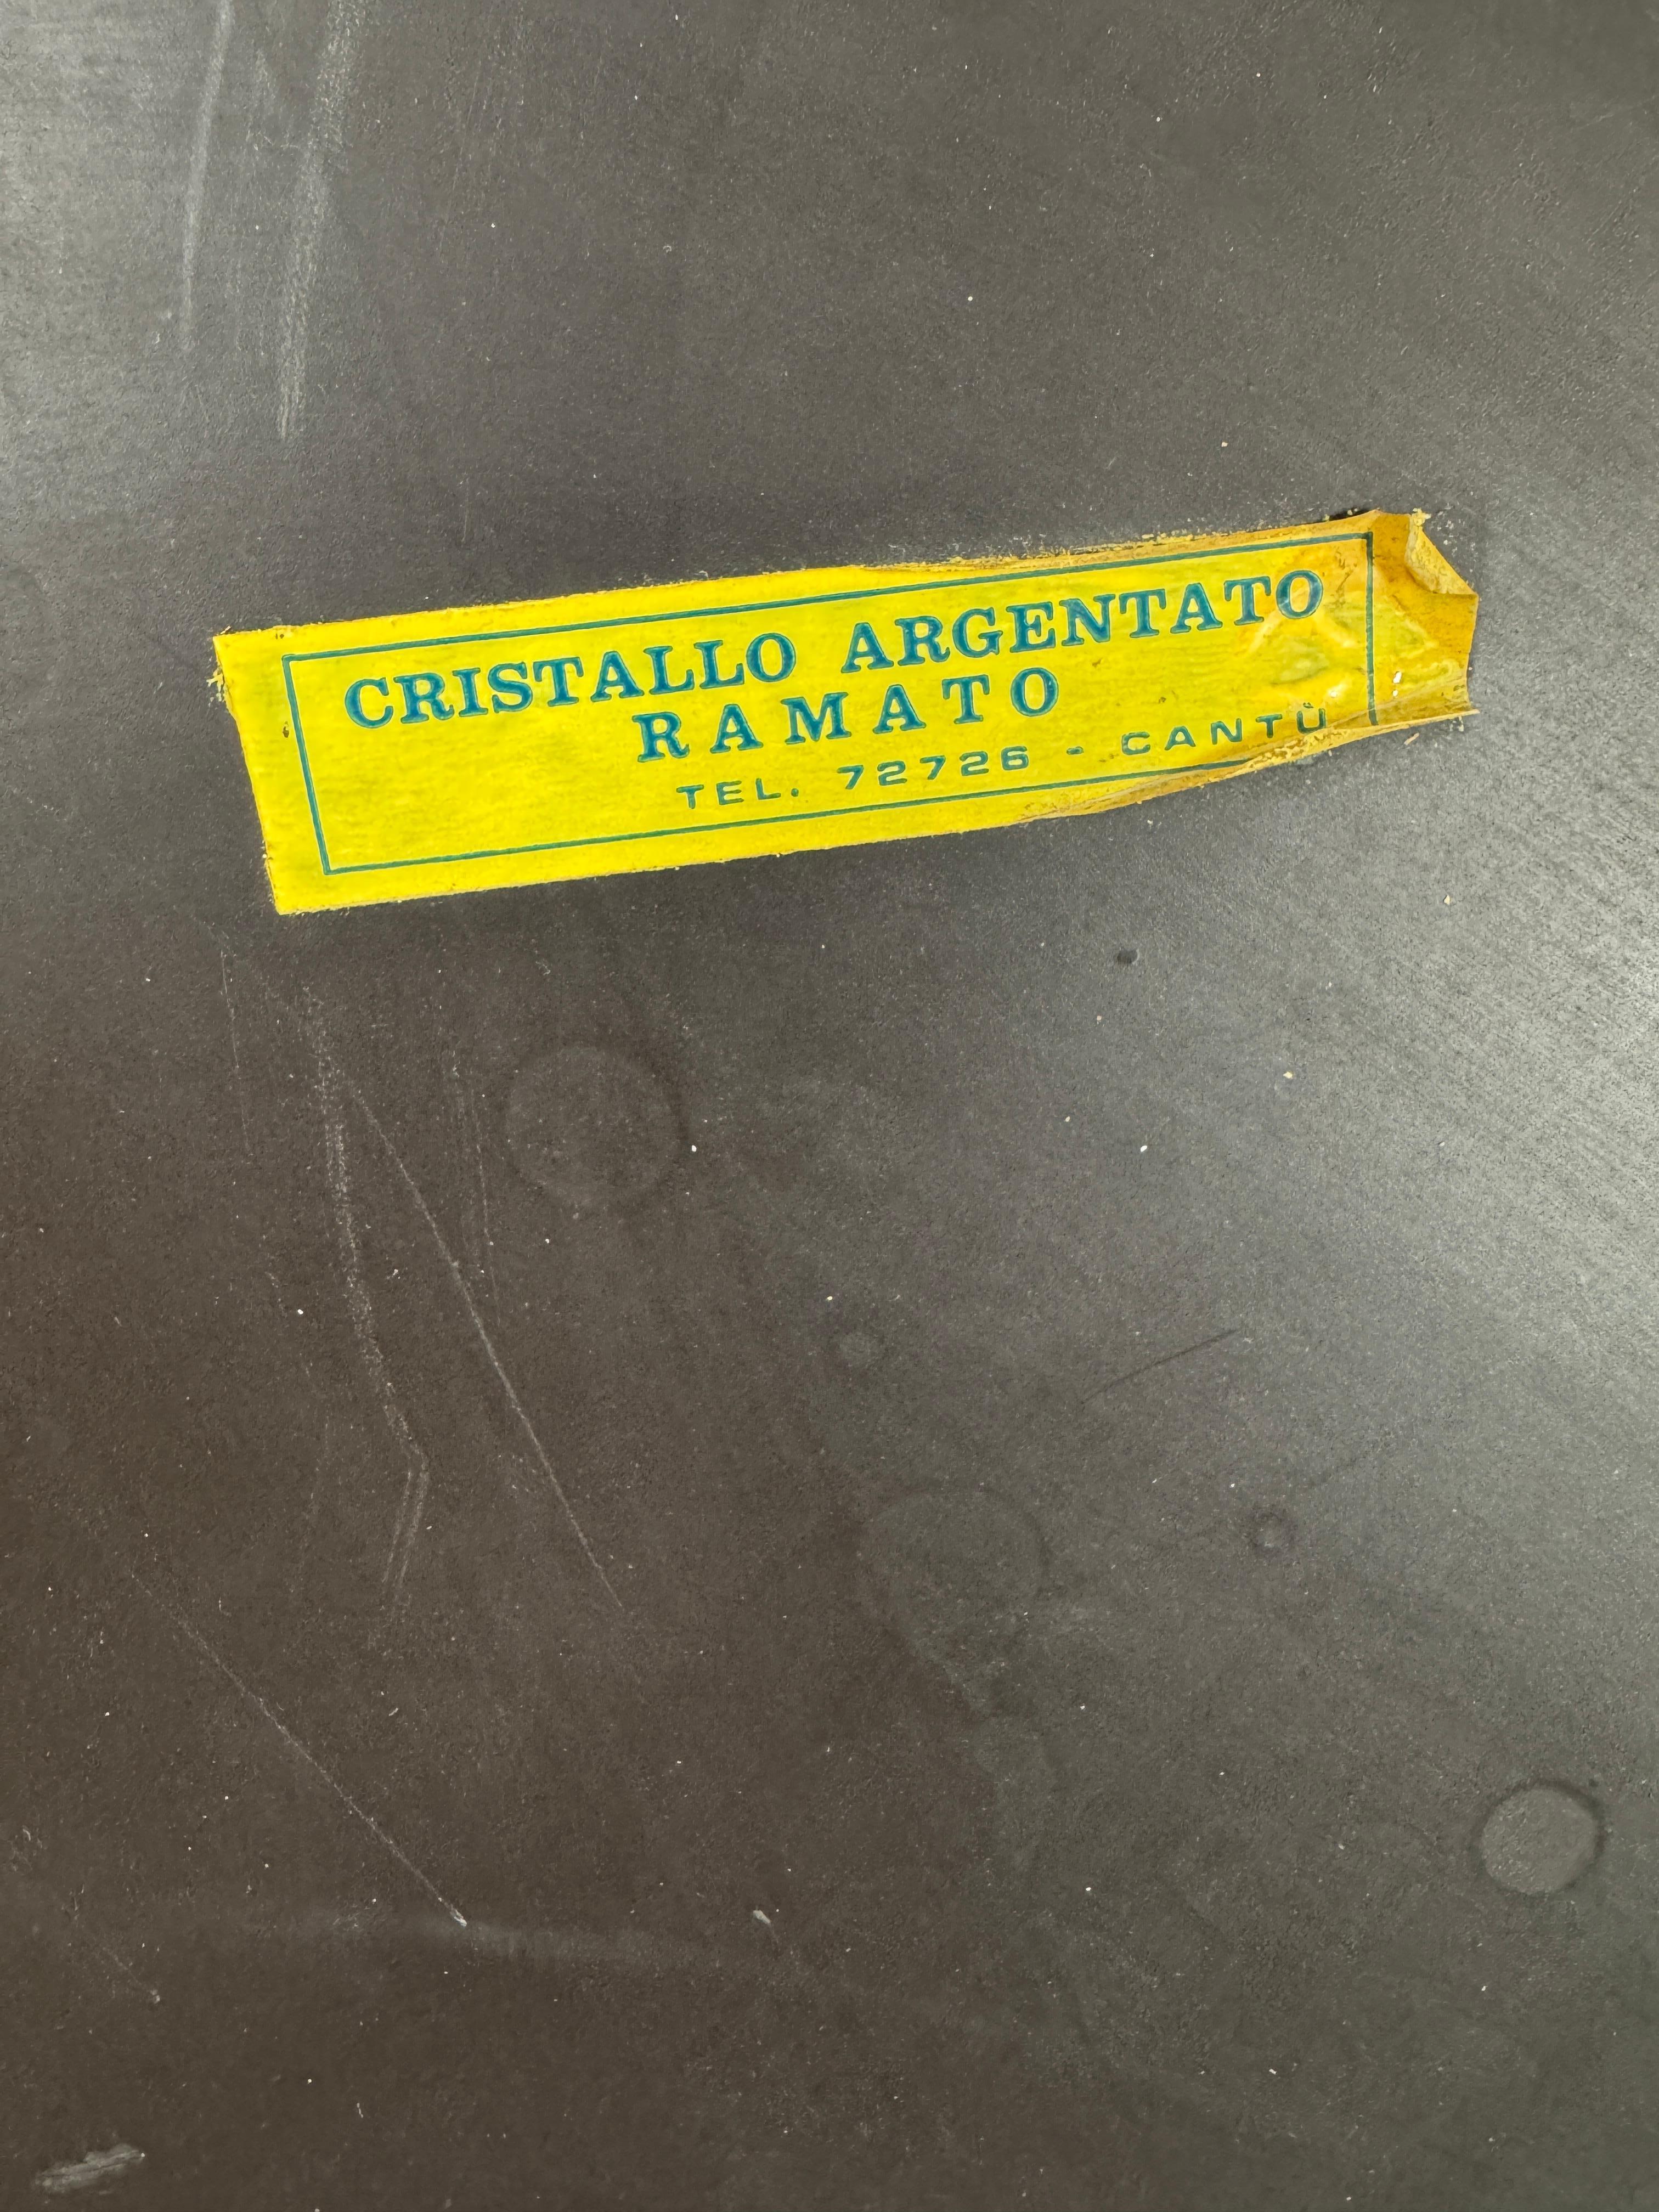 CRISTALLO ARGENTATO
RAMATO
TEL. 72726 - CANTÙ